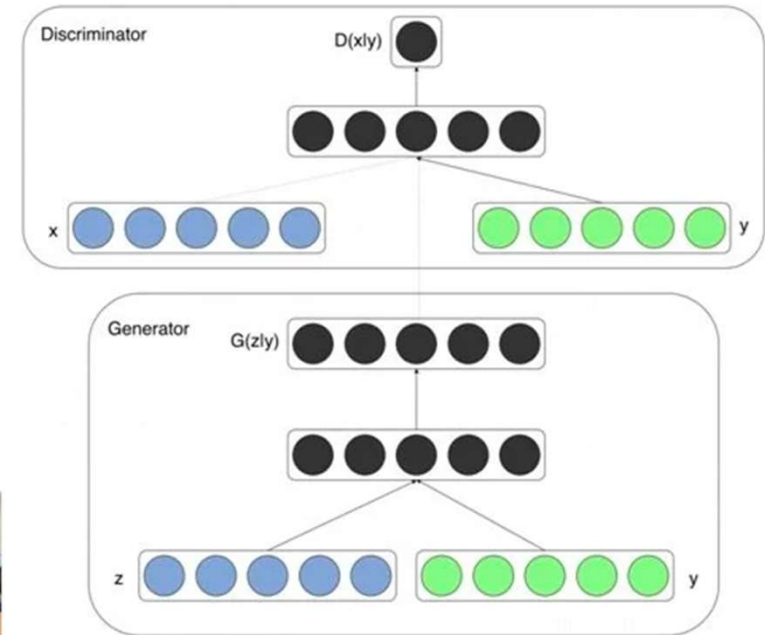 Discriminator
D(x|y)
x
y
Generator
G(z|y)
z
y